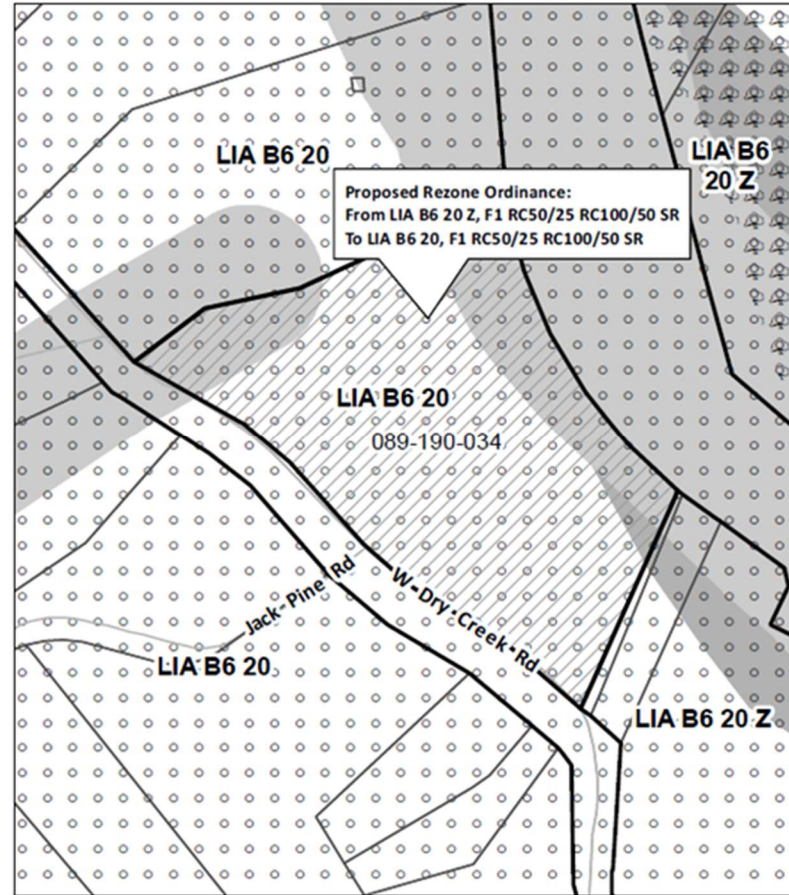 LIA B6 20
LIA B6
20 Z
Proposed Rezone Ordinance:
From LIA B6 20 Z, F1 RC50/25 RC100/50 SR
To LIA B6 20, F1 RC50/25 RC100/50 SR
LIA B6 20
089-190-034
Jack Pine Rd
W Dry Creek Rd
LIA B6 20
LIA B6 20 Z